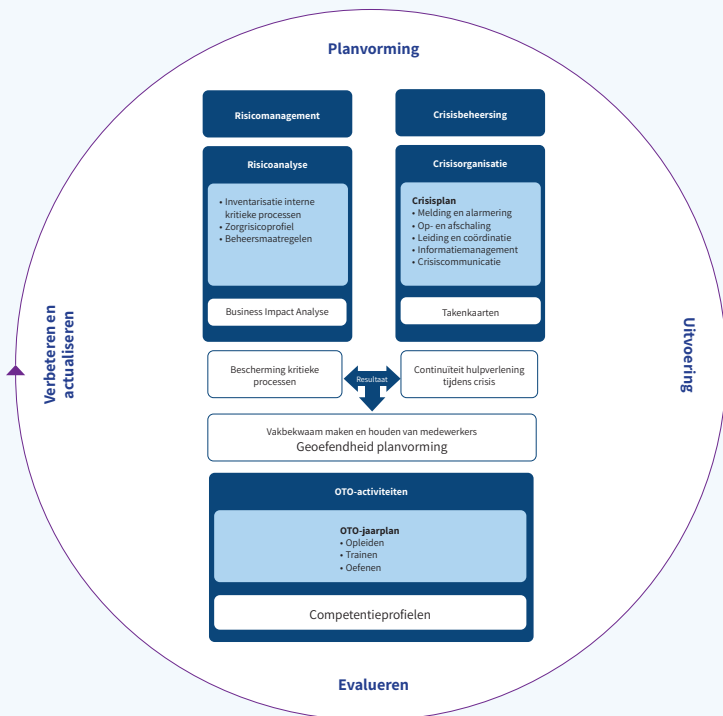 Planvorming
Risicomanagement
Crisisbeheersing
Risicoanalyse
• Inventarisatie interne
kritieke processen
• Zorgrisicoprofiel
• Beheersmaatregelen
Business Impact Analyse
Crisisorganisatie
Crisisplan
• Melding en alarmering
• Op- en afschaling
• Leiding en coördinatie
• Informatiemanagement
• Crisiscommunicatie
Takenkaarten
Verbeteren en
actualiseren
Uitvoering
Bescherming kritieke
processen
Resultaat
Continuïteit hulpverlening
tijdens crisis
Vakbekwaam maken en houden van medewerkers
Geoefendheid planvorming
OTO-activiteiten
OTO-jaarplan
• Opleiden
• Trainen
• Oefenen
Competentieprofielen
Evalueren